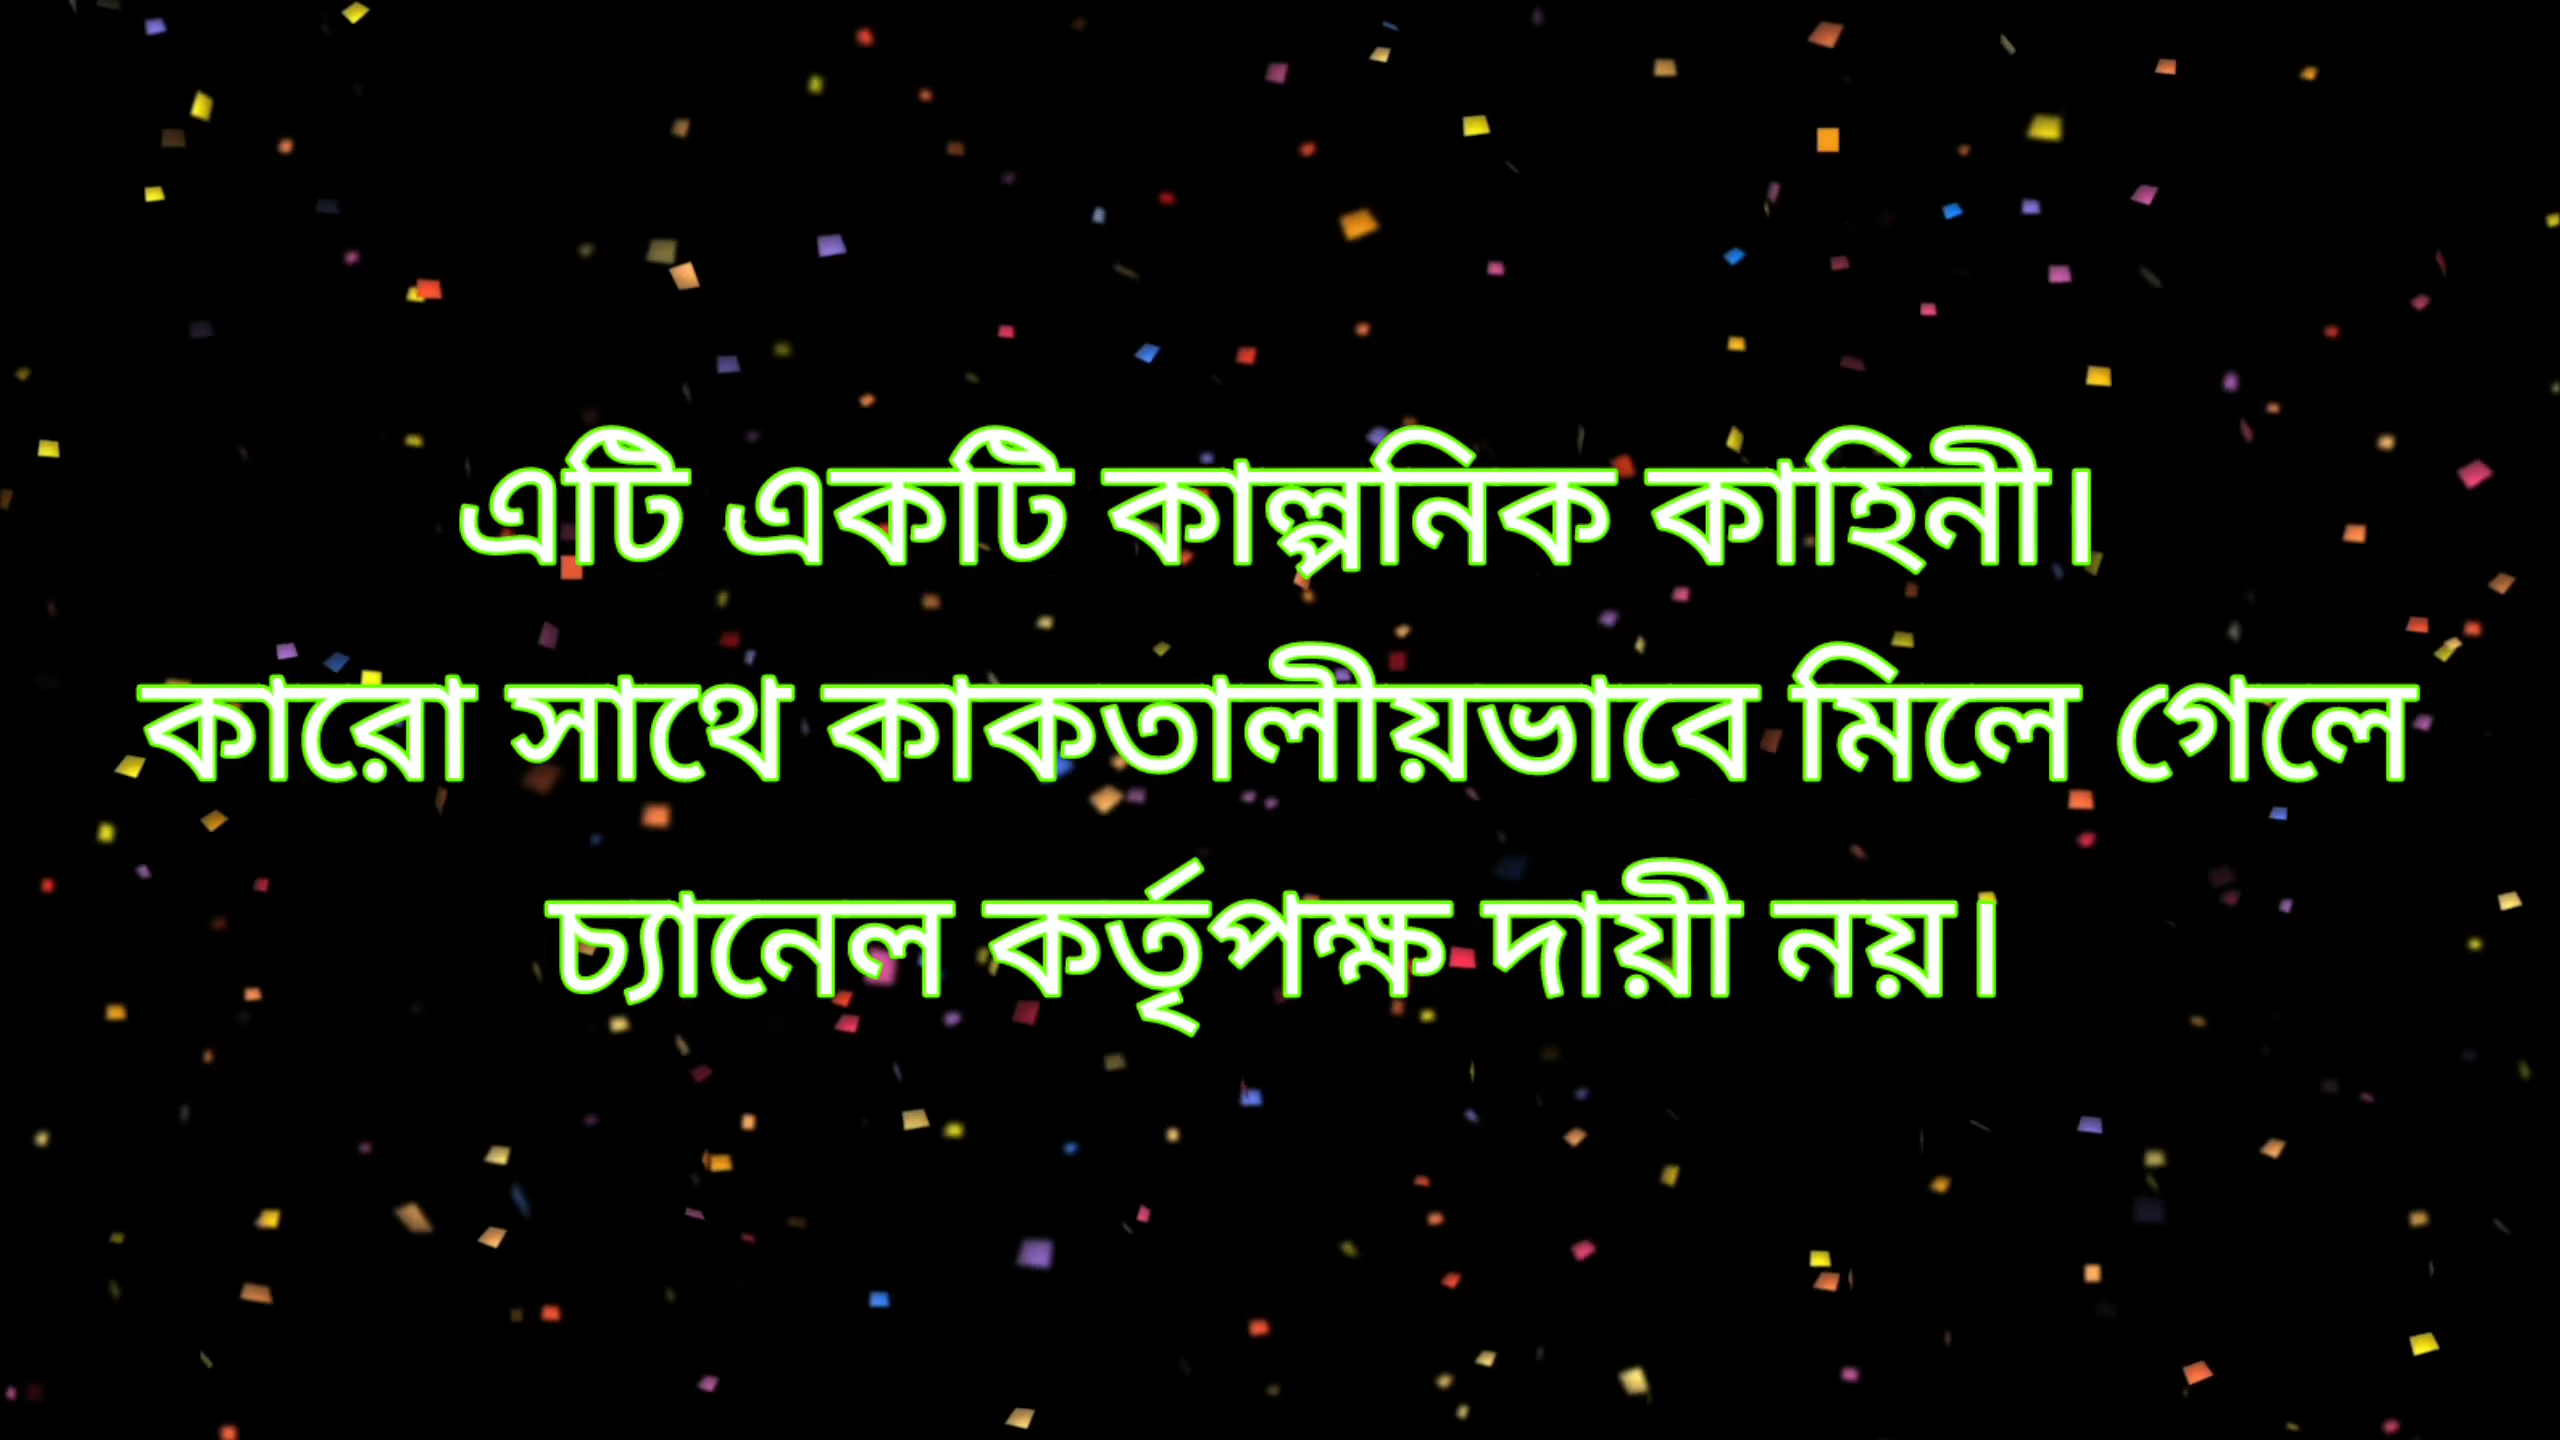 এটি একটি কাল্পনিক কাহিনী।
কারো সাথে কাকতালীয়ভাবে মিলে গেলে
চ্যানেল কর্তৃপক্ষ দায়ী নয়।